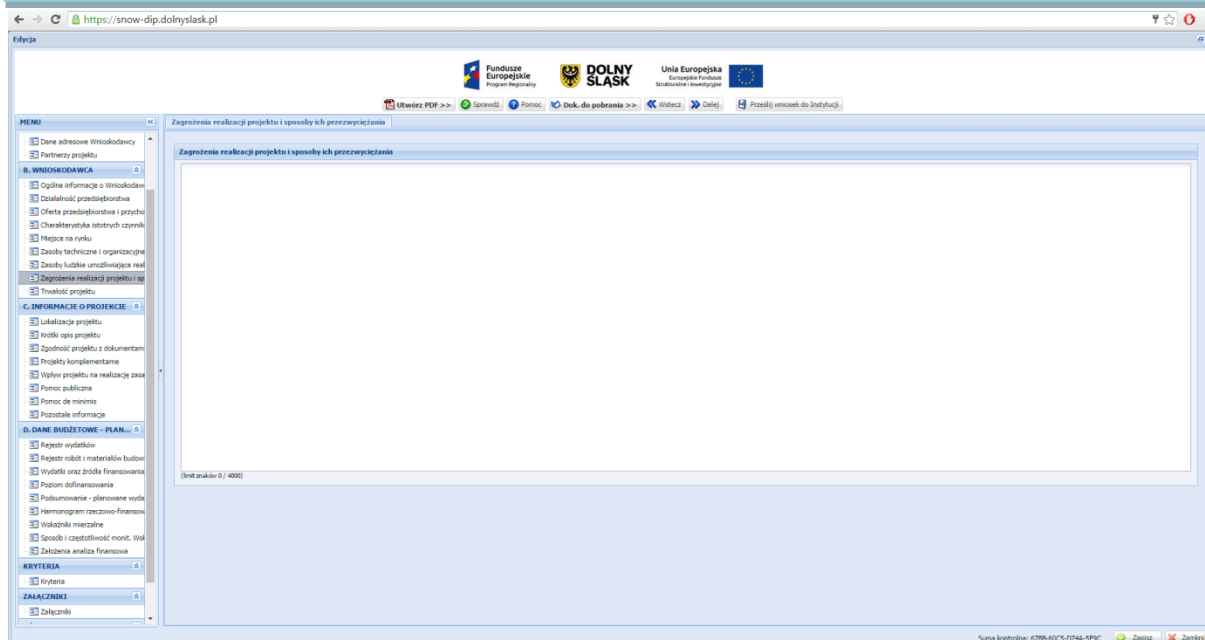 https://snow-dip.dolnyslask.pl
Edycja
Fundusze
Europejskie
Program Regionalny
DOLNY
ŚLĄSK
Unia Europejska
Europejskie Fundusze
Strukturalne i Inwestycyjne
Utwórz PDF >> Sprawdź Pomoc Dok. do pobrania >> Wstecz Dalej Prześlij wniosek do Instytucji
MENU
Dane adresowe Wnioskodawcy
Partnerzy projektu
B. WNIOSKODAWCA
Ogólne informacje o Wnioskodaw
Działalność przedsiębiorstwa
Oferta przedsiębiorstwa i przycho
Charakterystyka istotnych czynnik
Miejsce na rynku
Zasoby techniczne i organizacyjne
Zasoby ludzkie umożliwiające real
Zagrożenia realizacji projektu i sp
Trwałość projektu
C. INFORMACJE O PROJEKCIE
Lokalizacja projektu
Krótki opis projektu
Zgodność projektu z dokumentam
Projekty komplementarne
Wpływ projektu na realizację zasa
Pomoc publiczna
Pomoc de minimis
Pozostałe informacje
D. DANE BUDŻETOWE - PLAN...
Rejestr wydatków
Rejestr robót i materiałów budow
Wydatki oraz źródła finansowania
Poziom dofinansowania
Podsumowanie - planowane wyda
Harmonogram rzeczowo-finansow
Wskaźniki mierzalne
Sposób i częstotliwość monit. Wsk
Założenia analiza finansowa
KRYTERIA
Kryteria
ZAŁĄCZNIKI
Załączniki
Zagrożenia realizacji projektu i sposoby ich przezwyciężania
Zagrożenia realizacji projektu i sposoby ich przezwyciężania
(limit znaków 0 / 4000)
Suma kontrolna: 678B-60C5-D74A-5F9C Zapisz Zamknij